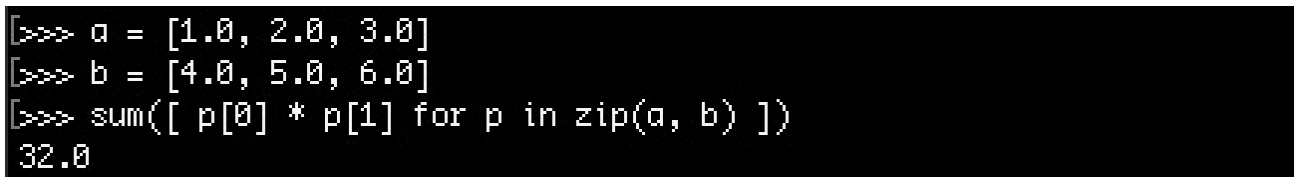 [>>> a = [1.0, 2.0, 3.0]
[>>> b = [4.0, 5.0, 6.0]
[>>> sum([ p[0] * p[1] for p in zip(a, b) ])
32.0